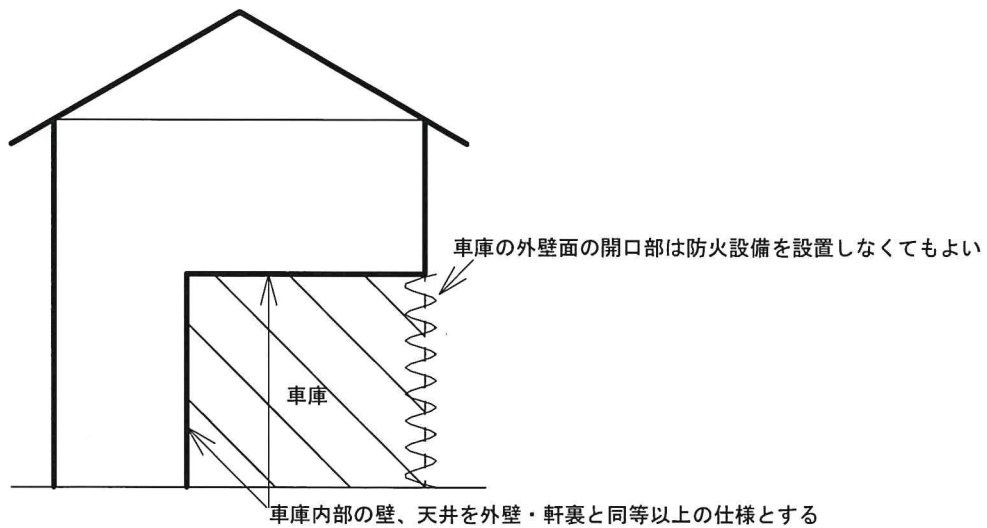 車庫の外壁面の開口部は防火設備を設置しなくてもよい
車庫
車庫内部の壁、天井を外壁・軒裏と同等以上の仕様とする